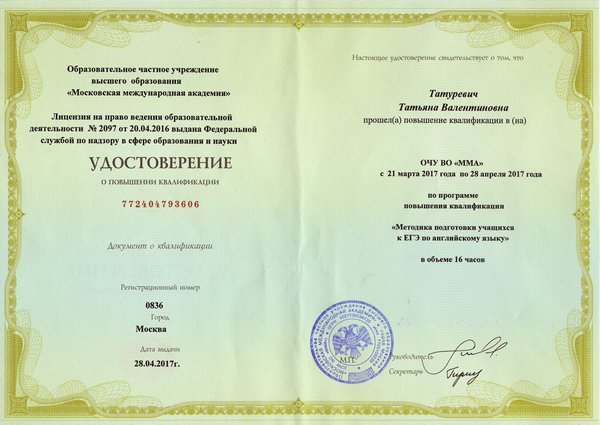 Образовательное частное учреждение
высшего образования
«Московская международная академия»
Лицензия на право ведения образовательной
деятельности № 2097 от 20.04.2016 выдана Федеральной
службой по надзору в сфере образования и науки
УДОСТОВЕРЕНИЕ
О ПОВЫШЕНИИ КВАЛИФИКАЦИИ
772404793606
Документ о квалификации
Регистрационный номер
0836
Город
Москва
Дата выдачи
28.04.2017г.
Настоящее удостоверение свидетельствует о том, что
Татуревич
Татьяна Валентиновна
прошел(а) повышение квалификации в (на)
ОЧУ ВО «ММА»
с 21 марта 2017 года по 28 апреля 2017 года
по программе
повышения квалификации
«Методика подготовки учащихся
к ЕГЭ по английскому языку»
в объеме 16 часов
М.П.
Руководитель
Секретарь